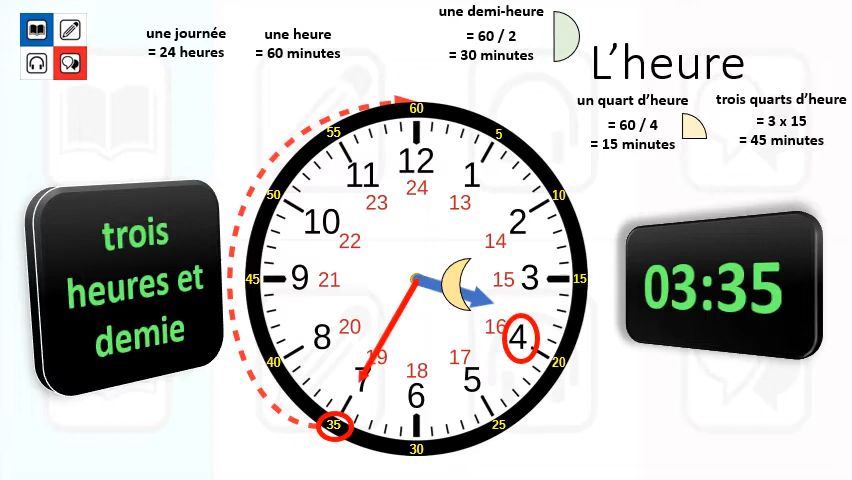 une journée
= 24 heures
une heure
= 60 minutes
une demi-heure
= 60 / 2
= 30 minutes
L'heure
un quart d'heure
= 60 / 4
= 15 minutes
trois quarts d'heure
= 3 x 15
= 45 minutes
trois
heures et
demie
60
5
10
15
20
25
30
35
40
45
50
55
12
1
2
3
4
5
6
7
8
9
10
11
24
13
14
15
16
17
18
19
20
21
22
23
03:35